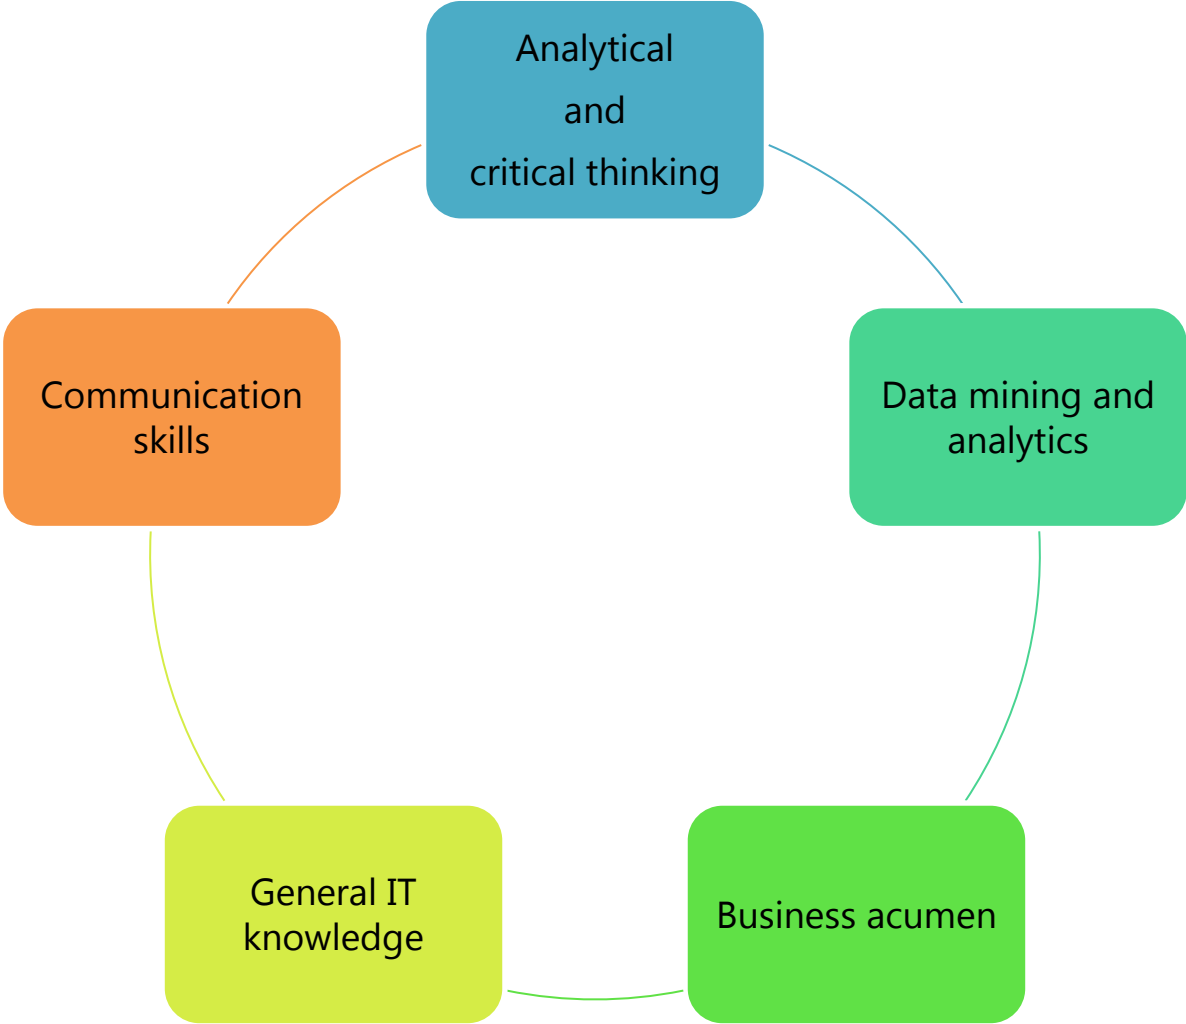 Analytical
and
critical thinking
Data mining and
analytics
Business acumen
General IT
knowledge
Communication
skills